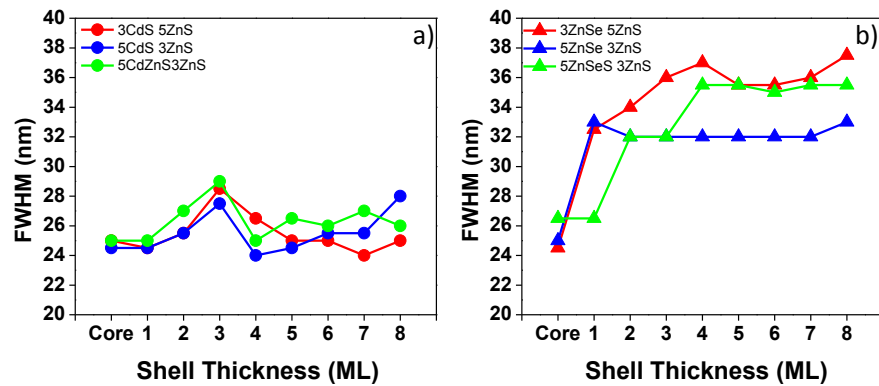 a)
3CdS 5ZnS
5CdS 3ZnS
5CdZnS3ZnS
FWHM (nm)
40
38
36
34
32
30
28
26
24
22
20
Core 1 2 3 4 5 6 7 8
Shell Thickness (ML)
b)
3ZnSe 5ZnS
5ZnSe 3ZnS
5ZnSeS 3ZnS
FWHM (nm)
40
38
36
34
32
30
28
26
24
22
20
Core 1 2 3 4 5 6 7 8
Shell Thickness (ML)